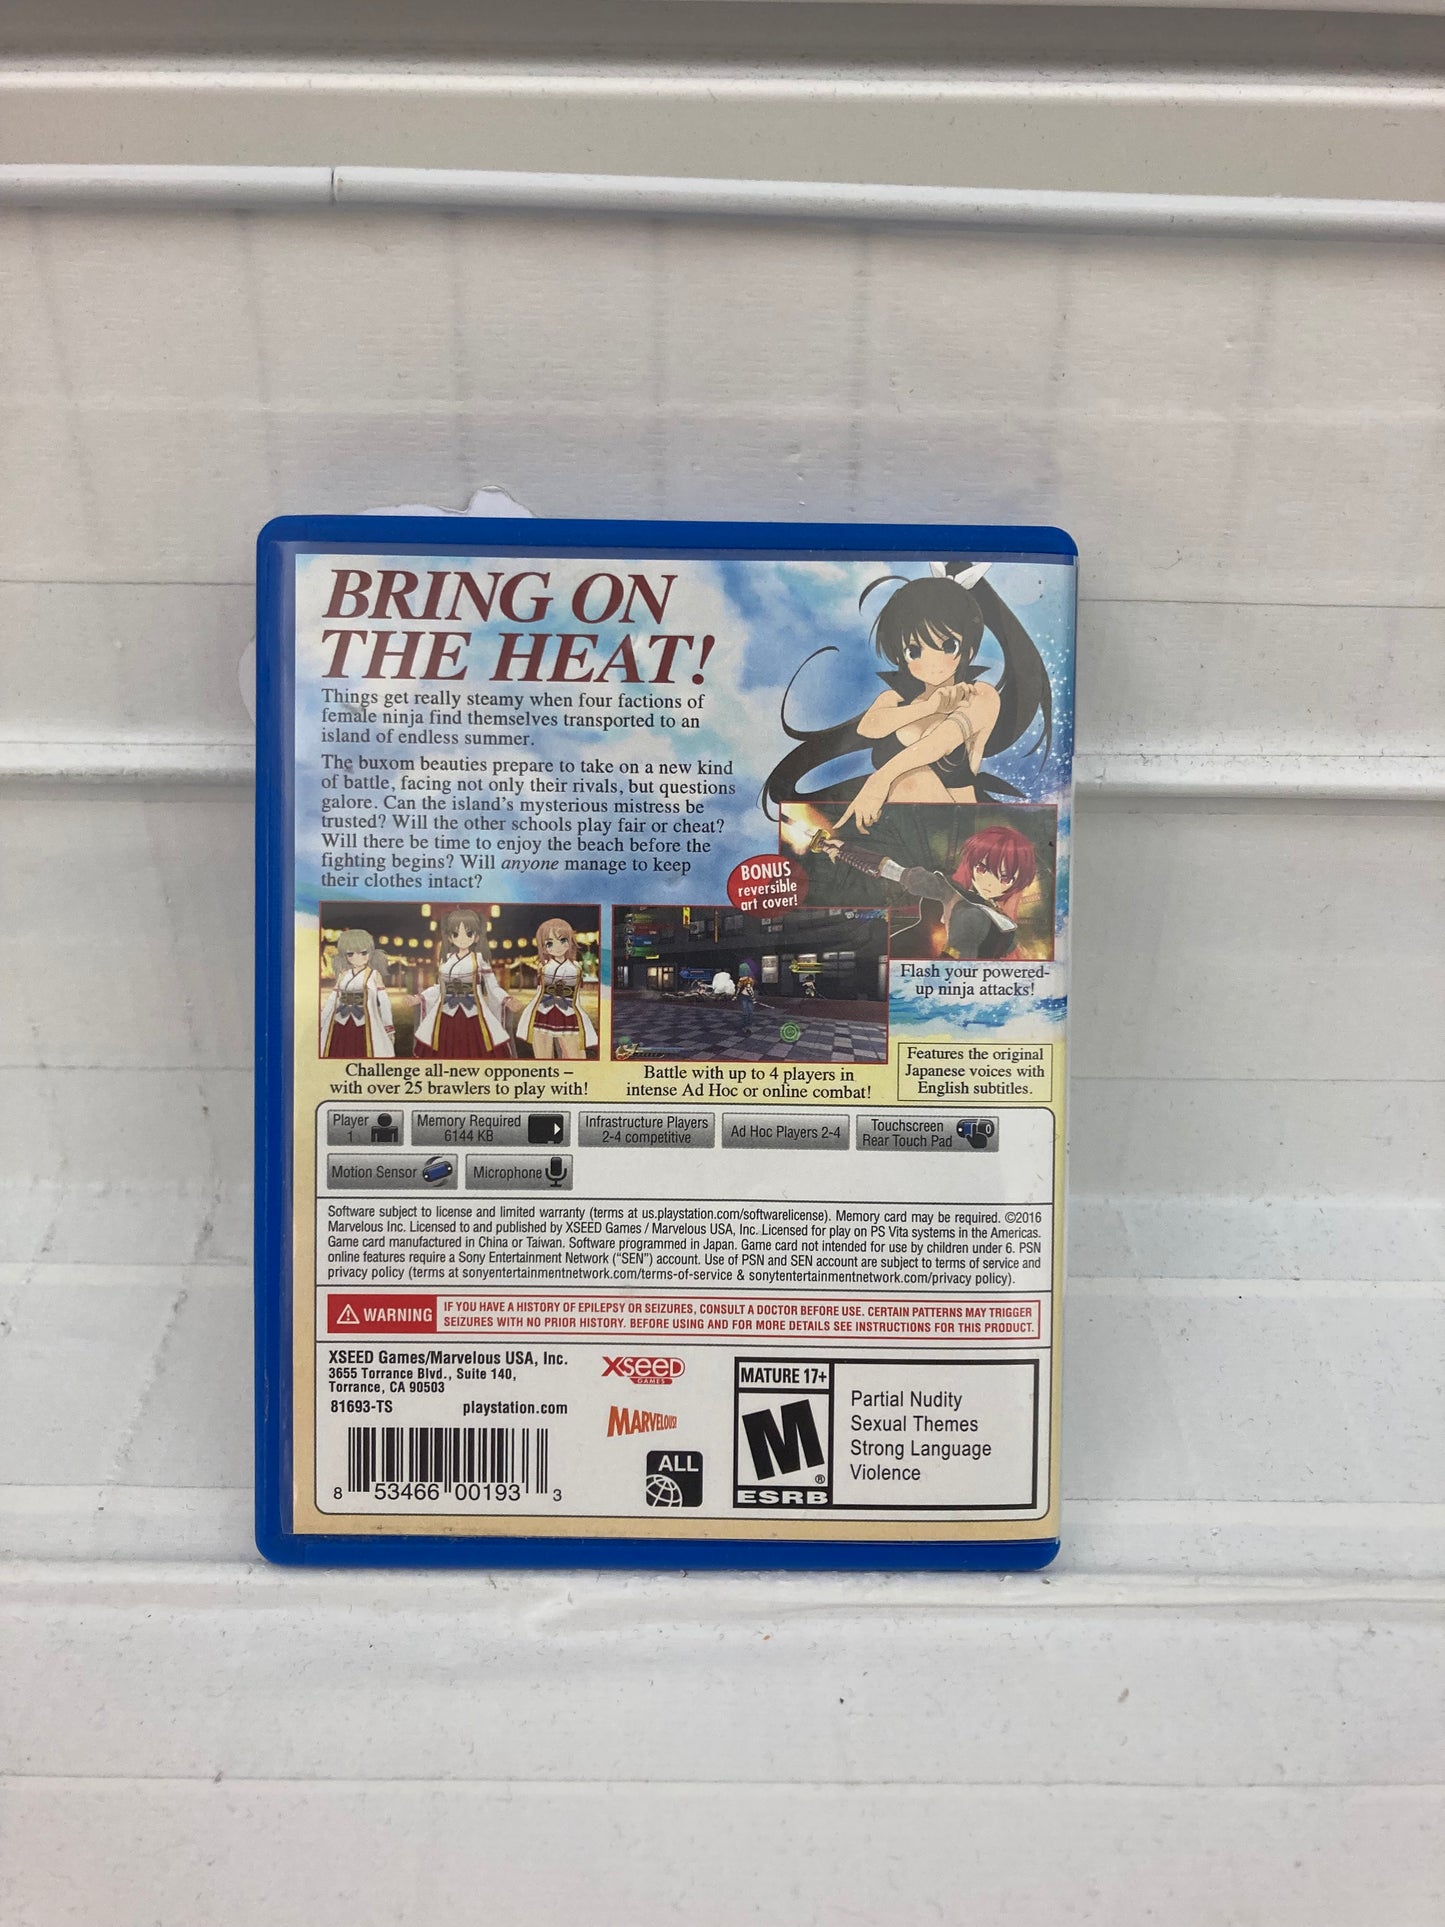 BRING ON
THE HEAT!
Things get really steamy when four factions of
female ninja find themselves transported to an
island of endless summer.
The buxom beauties prepare to take on a new kind
of battle, facing not only their rivals, but questions
galore. Can the island's mysterious mistress be
trusted? Will the other schools play fair or cheat?
Will there be time to enjoy the beach before the
fighting begins? Will anyone manage to keep
their clothes intact?
BONUS
reversible
art cover!
Flash your powered-
up ninja attacks!
Challenge all-new opponents –
with over 25 brawlers to play with!
Battle with up to 4 players in
intense Ad Hoc or online combat!
Features the original
Japanese voices with
English subtitles.
Player
1
Memory Required
6144 KB
Infrastructure Players
2-4 competitive
Ad Hoc Players 2-4
Touchscreen
Rear Touch Pad
Motion Sensor
Microphone
Software subject to license and limited warranty (terms at us.playstation.com/softwarelicense). Memory card may be required. ©2016
Marvelous Inc. Licensed to and published by XSEED Games / Marvelous USA, Inc. Licensed for play on PS Vita systems in the Americas.
Game card manufactured in China or Taiwan. Software programmed in Japan. Game card not intended for use by children under 6. PSN
online features require a Sony Entertainment Network ("SEN") account. Use of PSN and SEN account are subject to terms of service and
privacy policy (terms at sonyentertainmentnetwork.com/terms-of-service & sonytentertainmentnetwork.com/privacy policy).
WARNING
IF YOU HAVE A HISTORY OF EPILEPSY OR SEIZURES, CONSULT A DOCTOR BEFORE USE. CERTAIN PATTERNS MAY TRIGGER
SEIZURES WITH NO PRIOR HISTORY. BEFORE USING AND FOR MORE DETAILS SEE INSTRUCTIONS FOR THIS PRODUCT.
XSEED Games/Marvelous USA, Inc.
3655 Torrance Blvd., Suite 140,
Torrance, CA 90503
81693-TS playstation.com
8 53466 00193 3
XSEED
GAMES
MARVELOUS!
ALL
MATURE 17+
M
®
ESRB
Partial Nudity
Sexual Themes
Strong Language
Violence